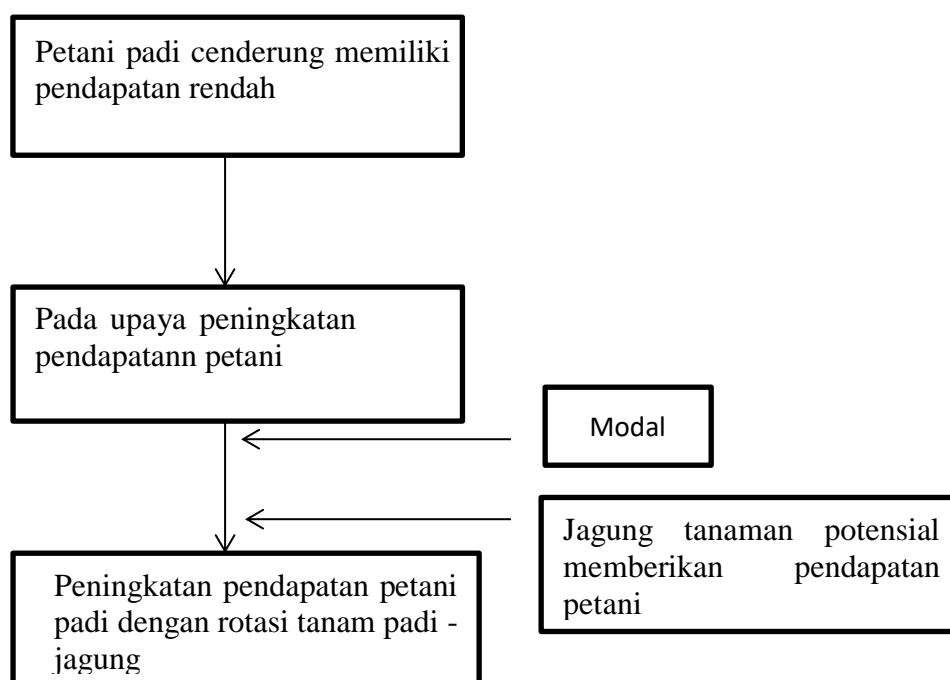 Petani padi cenderung memiliki
pendapatan rendah
Pada upaya peningkatan
pendapatann petani
Modal
Jagung tanaman potensial
memberikan pendapatan
petani
Peningkatan pendapatan petani
padi dengan rotasi tanam padi -
jagung